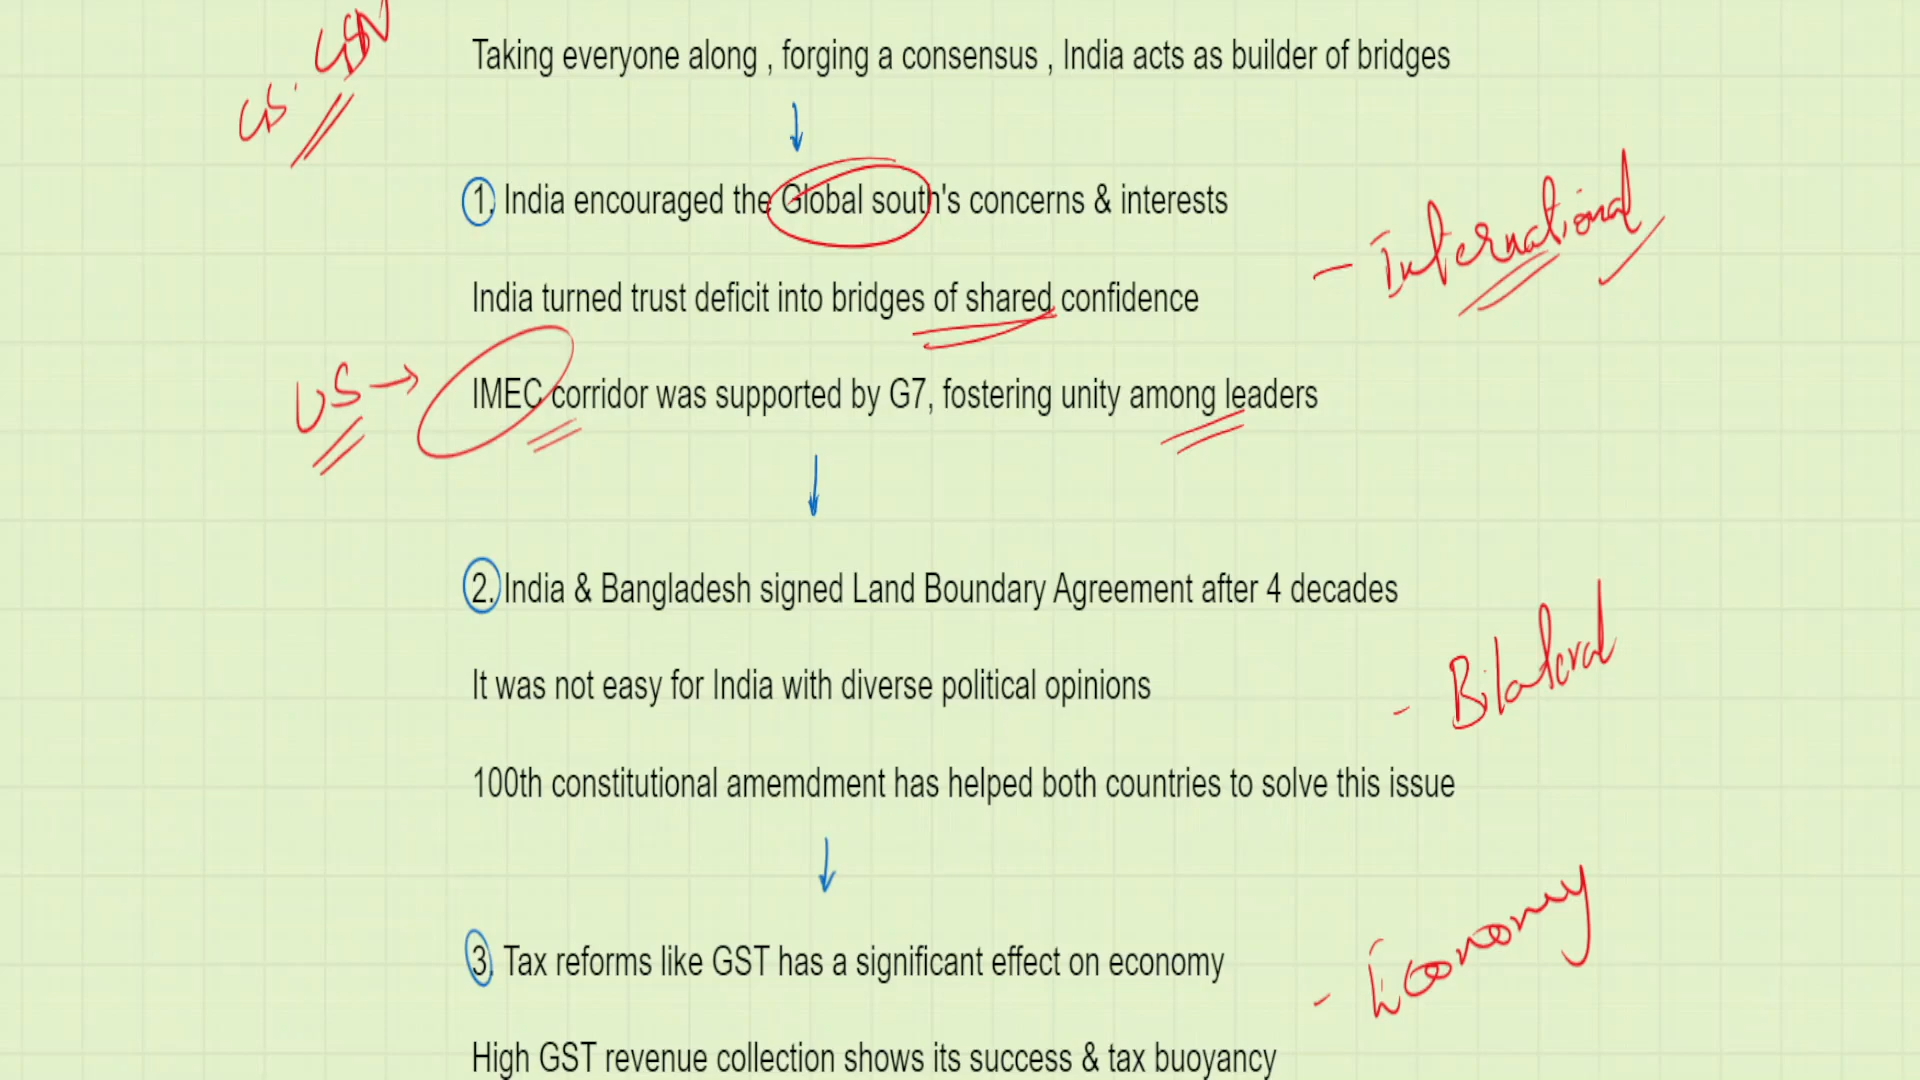 Taking everyone along , forging a consensus , India acts as builder of bridges
1. India encouraged the Global south's concerns & interests
- International
India turned trust deficit into bridges of shared confidence
US →
IMEC corridor was supported by G7, fostering unity among leaders
2. India & Bangladesh signed Land Boundary Agreement after 4 decades
It was not easy for India with diverse political opinions
- Bilateral
100th constitutional amemdment has helped both countries to solve this issue
3. Tax reforms like GST has a significant effect on economy
- Economy
High GST revenue collection shows its success & tax buoyancy